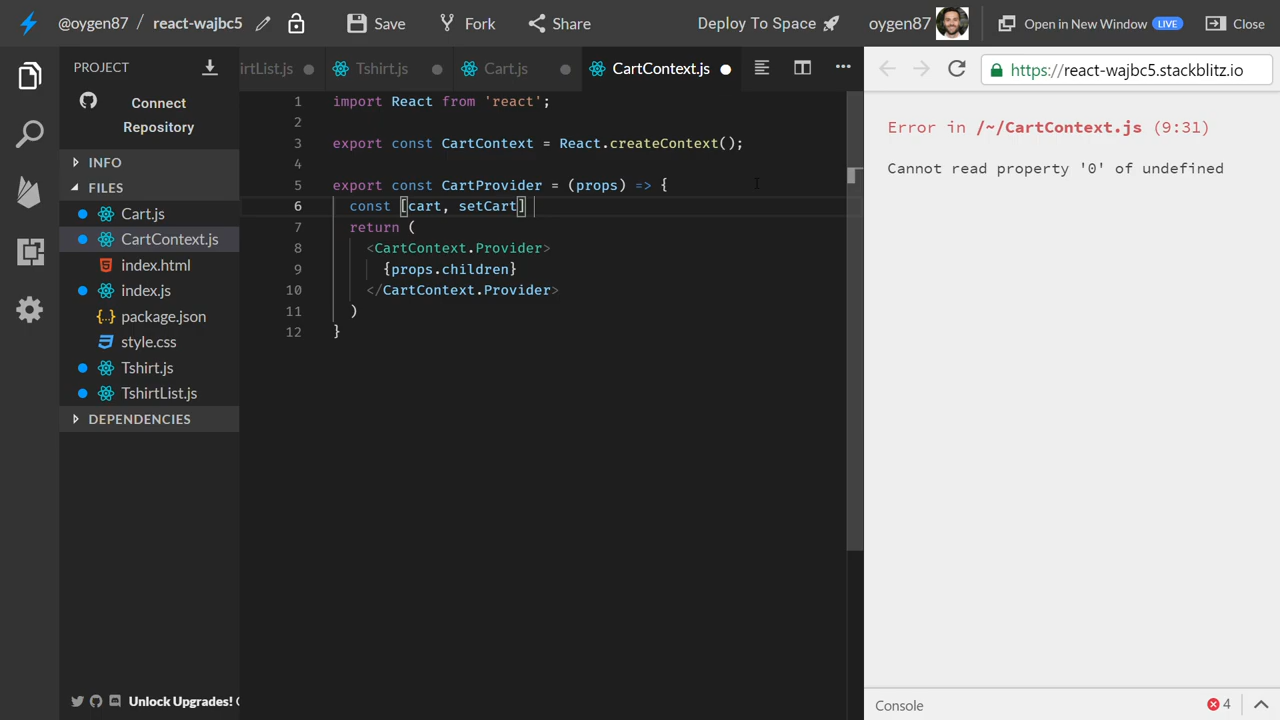 @oygen87 / react-wajbc5 Save Fork Share Deploy To Space oygen87 Open in New Window LIVE Close
PROJECT
irtList.js Tshirt.js Cart.js CartContext.js
https://react-wajbc5.stackblitz.io
Connect
Repository
INFO
FILES
Cart.js
CartContext.js
index.html
index.js
{..} package.json
style.css
Tshirt.js
TshirtList.js
DEPENDENCIES
Unlock Upgrades!
1 import React from 'react';
2
3 export const CartContext = React.createContext();
4
5 export const CartProvider = (props) => {
6 const [cart, setCart]
7 return (
8 <CartContext.Provider>
9 {props.children}
10 </CartContext.Provider>
11 )
12 }
Error in /~/CartContext.js (9:31)
Cannot read property '0' of undefined
Console 4